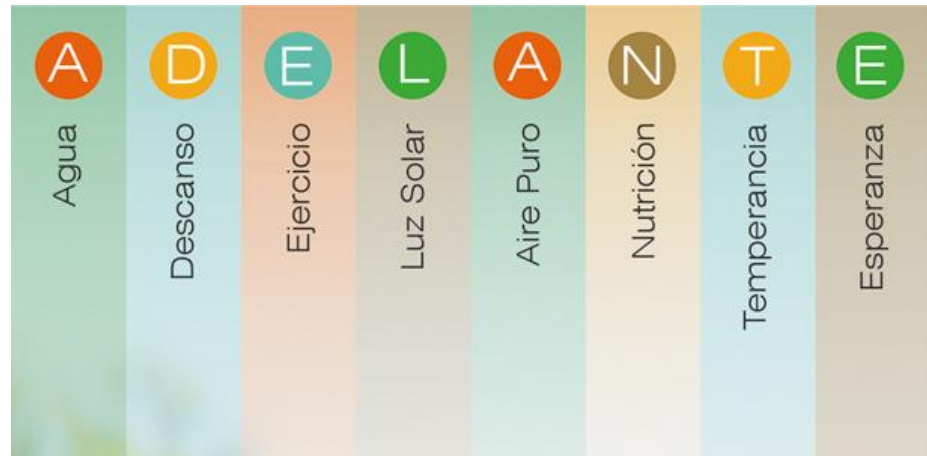 A D E L A N T E
Agua
Descanso
Ejercicio
Luz Solar
Aire Puro
Nutrición
Temperancia
Esperanza